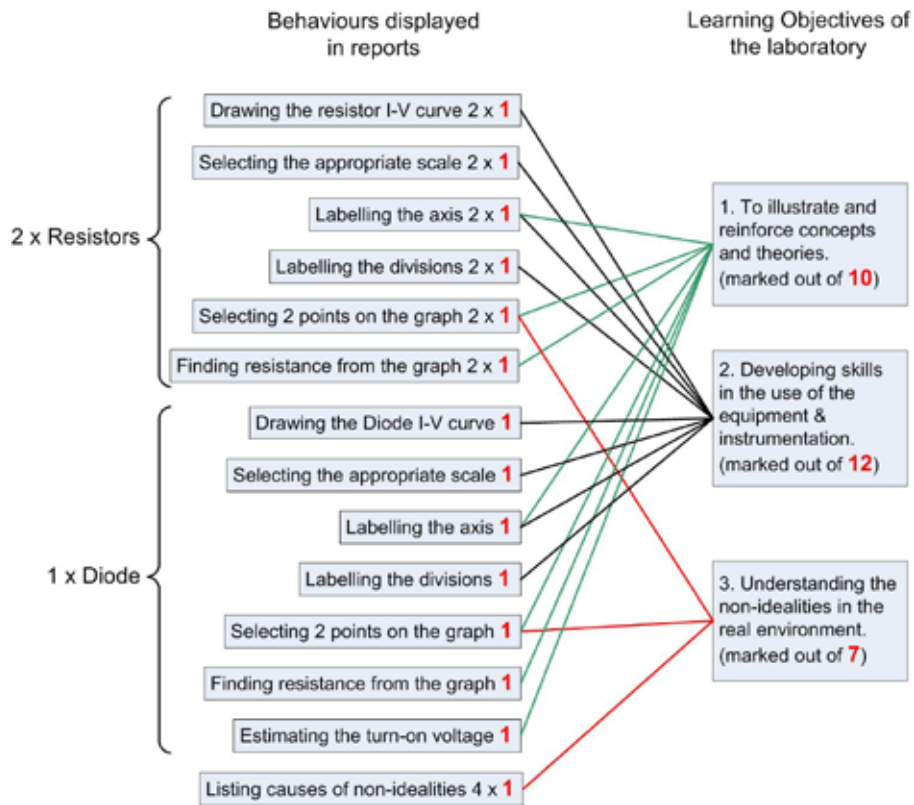 Behaviours displayed
in reports
Learning Objectives of
the laboratory
2 x Resistors
Drawing the resistor I-V curve 2 x 1
Selecting the appropriate scale 2 x 1
Labelling the axis 2 x 1
Labelling the divisions 2 x 1
Selecting 2 points on the graph 2 x 1
Finding resistance from the graph 2 x 1
1 x Diode
Drawing the Diode I-V curve 1
Selecting the appropriate scale 1
Labelling the axis 1
Labelling the divisions 1
Selecting 2 points on the graph 1
Finding resistance from the graph 1
Estimating the turn-on voltage 1
Listing causes of non-idealities 4 x 1
1. To illustrate and
reinforce concepts
and theories.
(marked out of 10)
2. Developing skills
in the use of the
equipment &
instrumentation.
(marked out of 12)
3. Understanding the
non-idealities in the
real environment.
(marked out of 7)